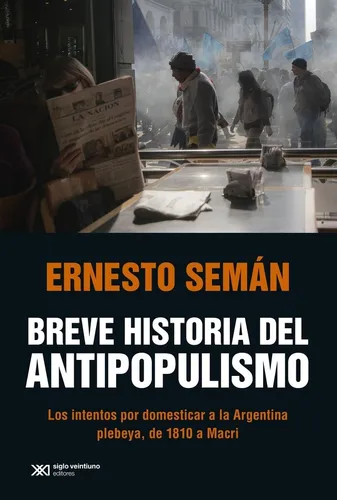 LA NACION
ERNESTO SEMÁN
BREVE HISTORIA DEL
ANTIPOPULISMO
Los intentos por domesticar a la Argentina
plebeya, de 1810 a Macri
siglo veintiuno
editores